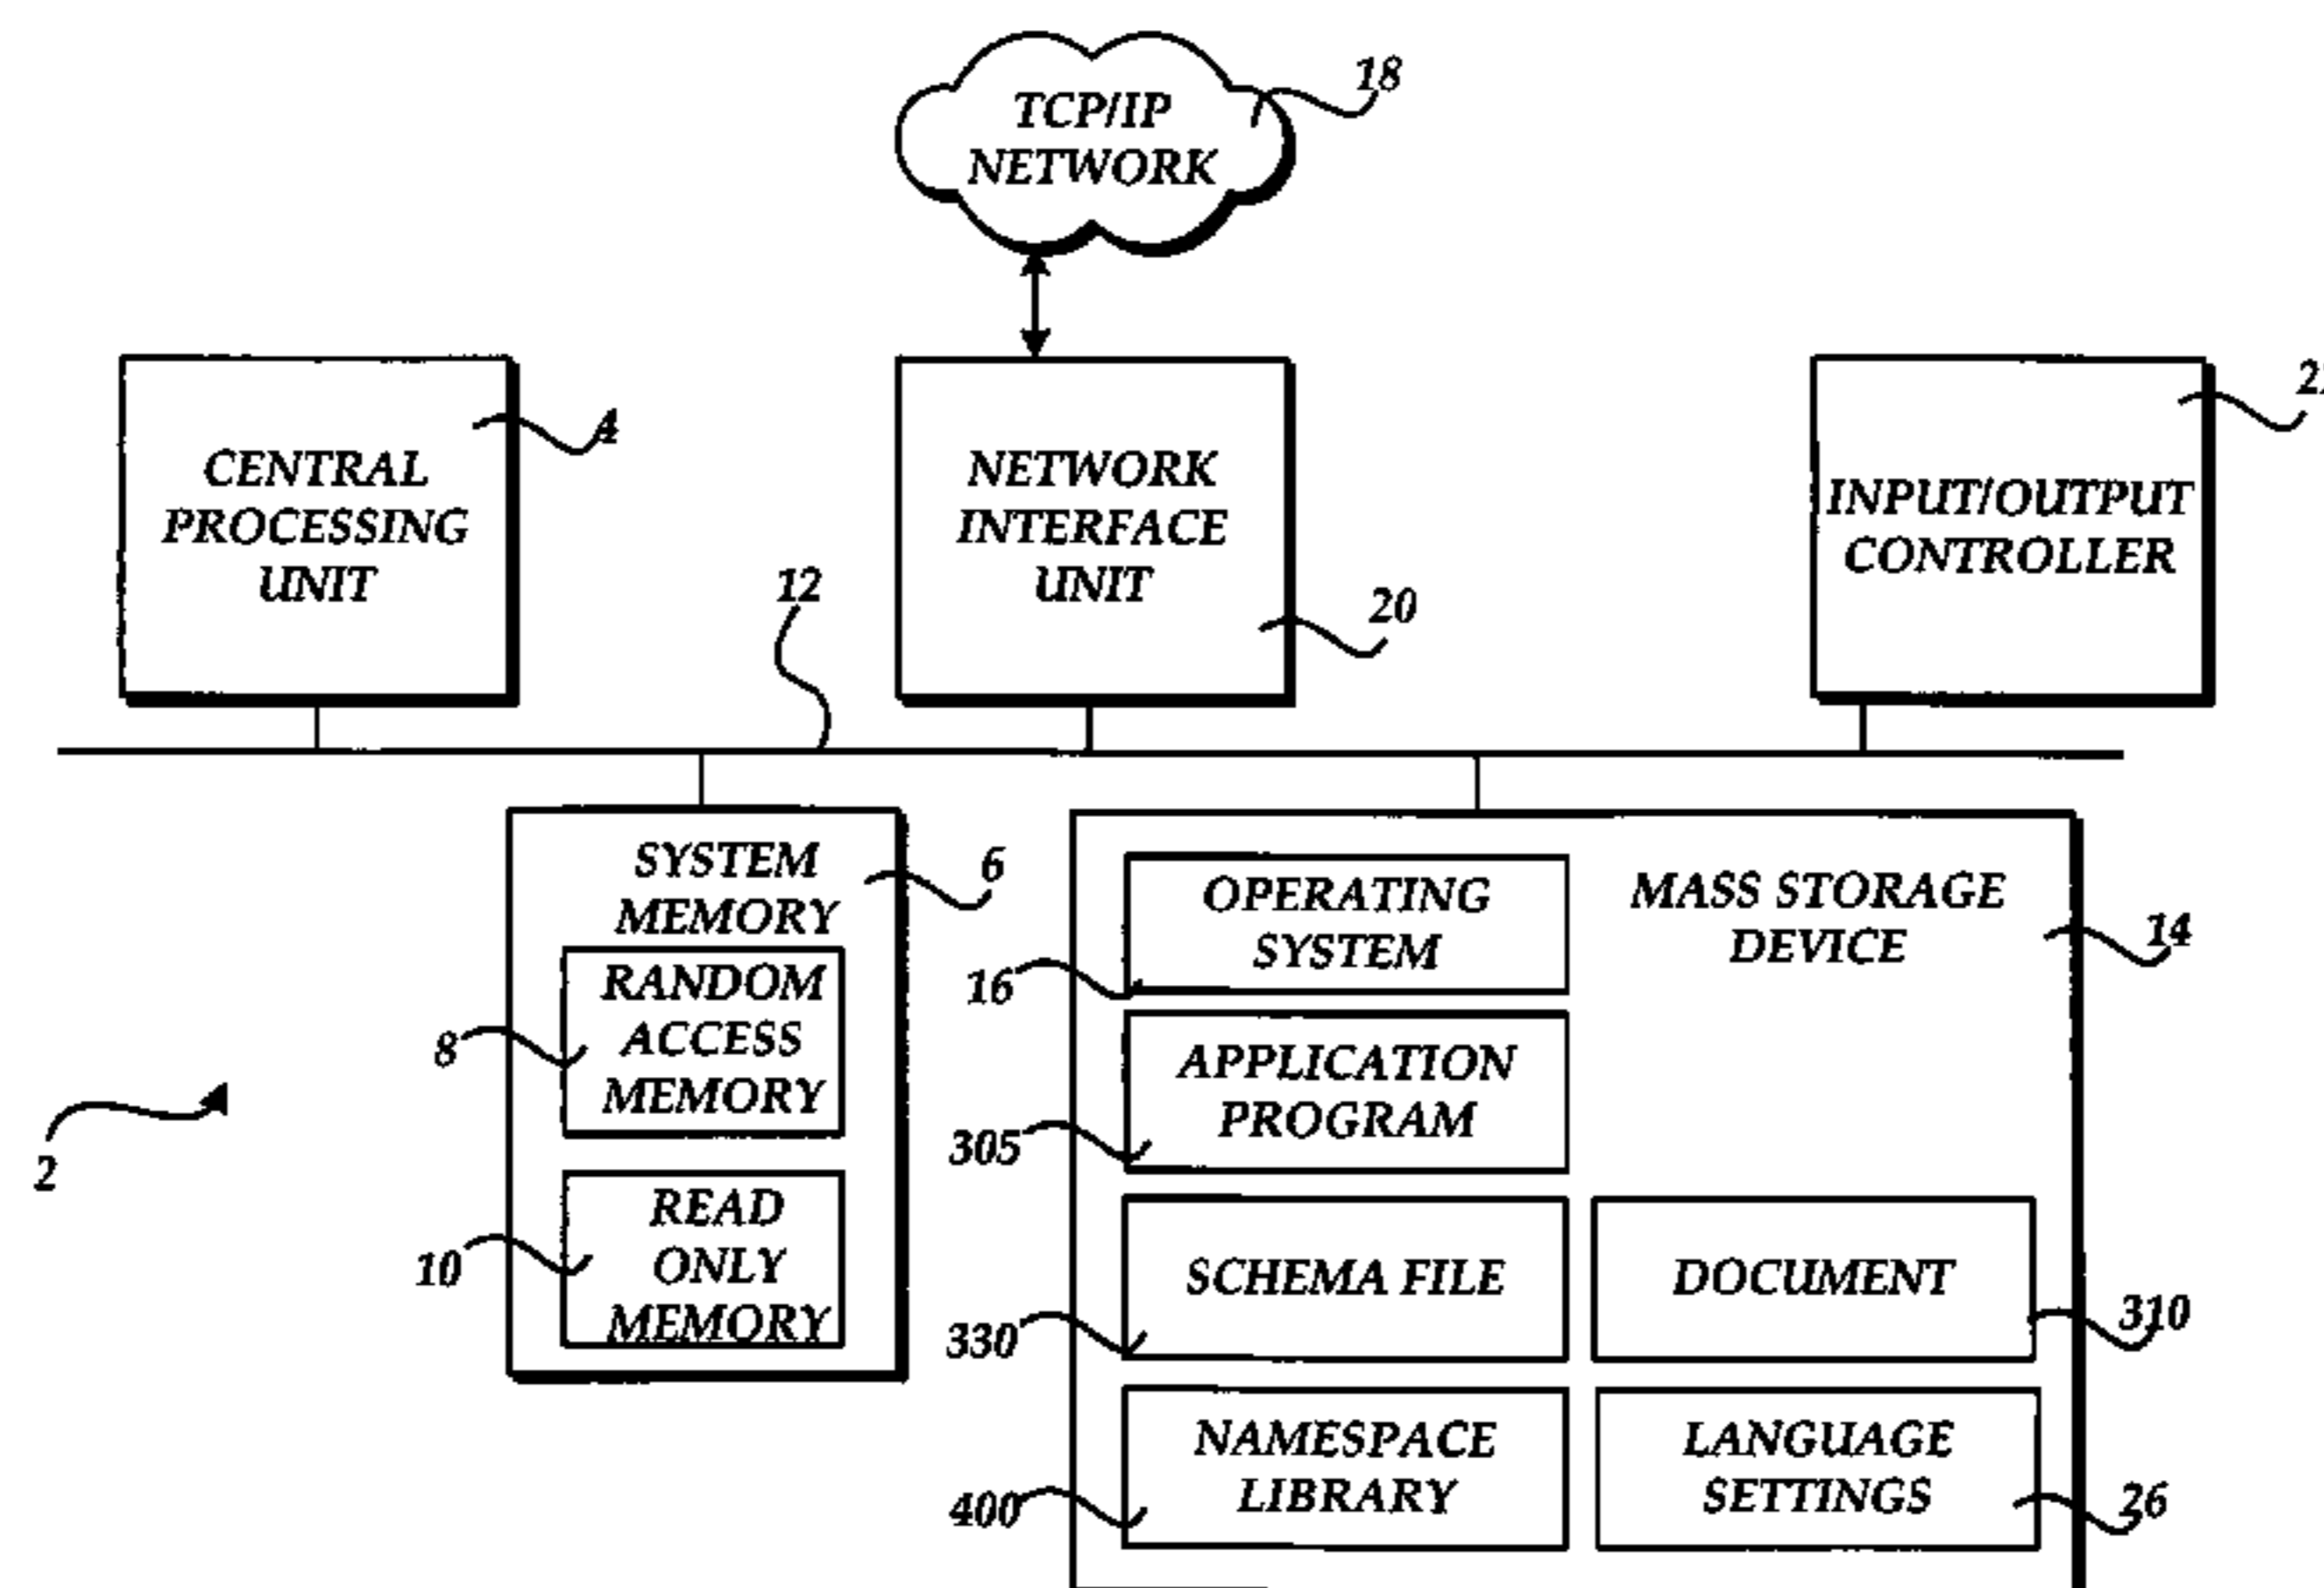 18
TCP/IP
NETWORK
4
CENTRAL
PROCESSING
UNIT
NETWORK
INTERFACE
UNIT
20
INPUT/OUTPUT
CONTROLLER
12
SYSTEM
MEMORY
6
RANDOM
ACCESS
MEMORY
8
READ
ONLY
MEMORY
10
2
OPERATING
SYSTEM
16
MASS STORAGE
DEVICE
14
APPLICATION
PROGRAM
305
SCHEMA FILE
330
DOCUMENT
310
NAMESPACE
LIBRARY
400
LANGUAGE
SETTINGS
26